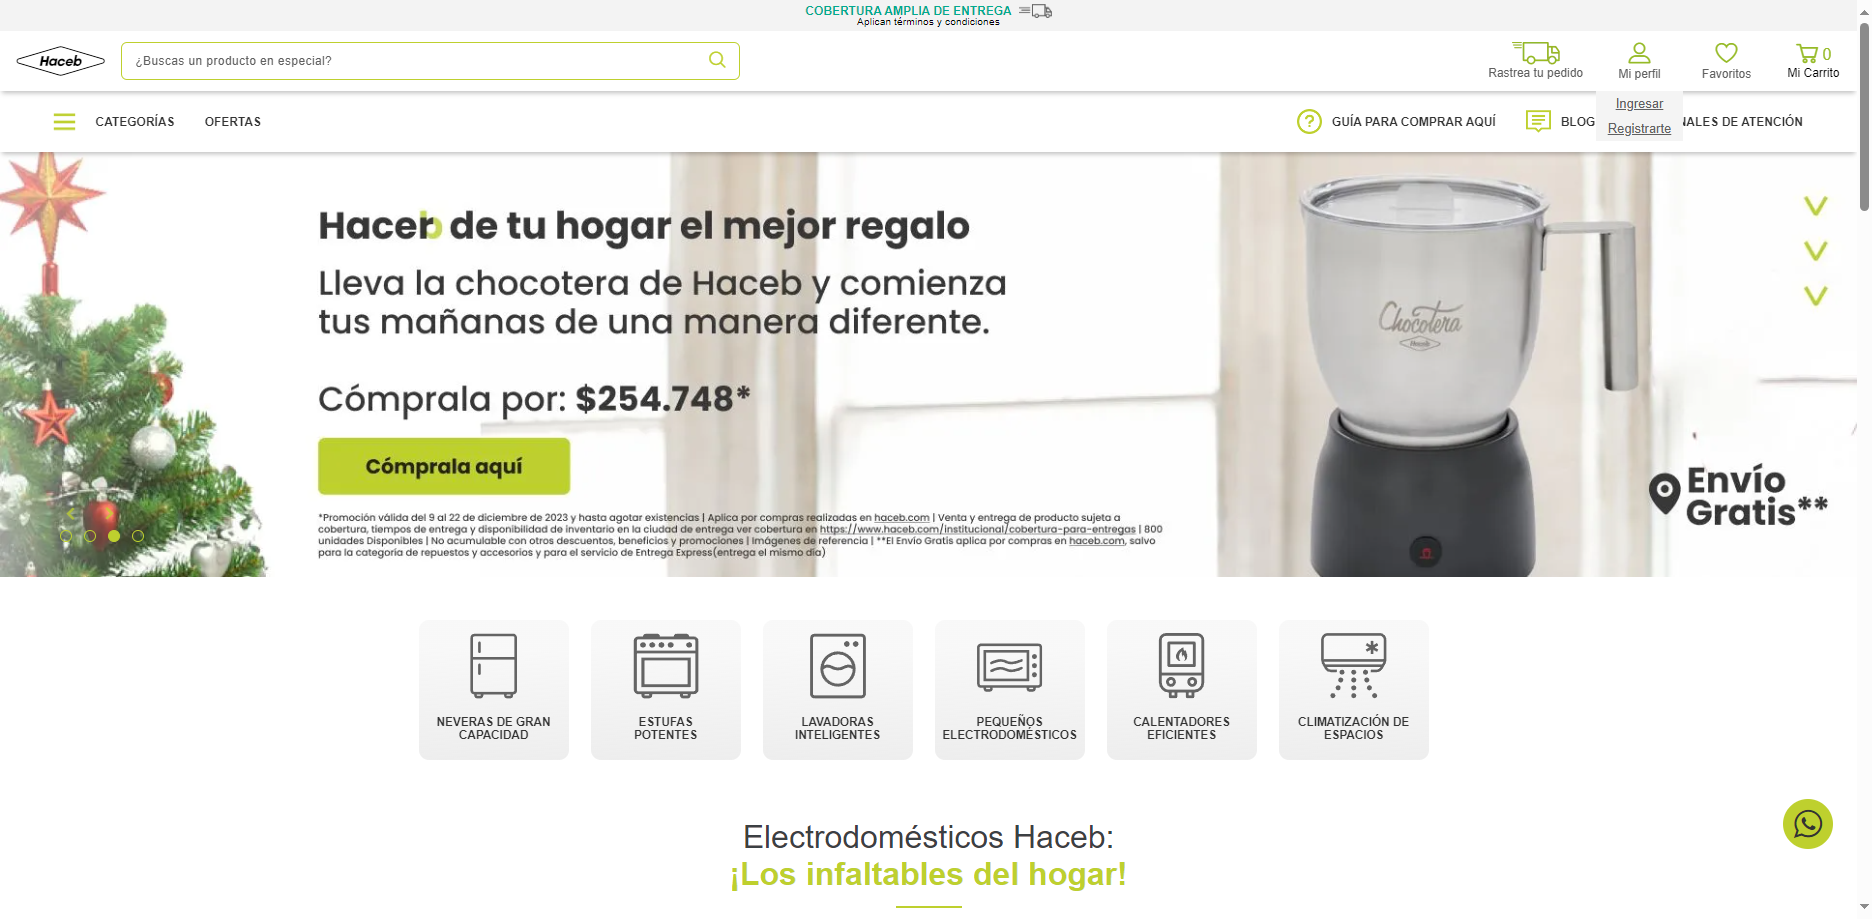 COBERTURA AMPLIA DE ENTREGA
Aplican términos y condiciones
Haceb
¿Buscas un producto en especial?
Rastrea tu pedido
Mi perfil
Favoritos
0
Mi Carrito
Ingresar
Registrarte
CATEGORÍAS
OFERTAS
GUÍA PARA COMPRAR AQUÍ
BLOG
NALES DE ATENCIÓN
Haceb de tu hogar el mejor regalo
Lleva la chocotera de Haceb y comienza
tus mañanas de una manera diferente.
Cómprala por: $254.748*
Cómprala aquí
*Promoción válida del 9 al 22 de diciembre de 2023 y hasta agotar existencias | Aplica por compras realizadas en haceb.com | Venta y entrega de producto sujeta a
cobertura, tiempos de entrega y disponibilidad de inventario en la ciudad de entrega ver cobertura en https://www.haceb.com/institucional/cobertura-para-entregas | 800
unidades Disponibles | No acumulable con otros descuentos, beneficios y promociones | Imágenes de referencia | **El Envío Gratis aplica por compras en haceb.com, salvo
para la categoría de repuestos y accesorios y para el servicio de Entrega Express(entrega el mismo día)
Chocotera
Haceb
Envío
Gratis**
NEVERAS DE GRAN
CAPACIDAD
ESTUFAS
POTENTES
LAVADORAS
INTELIGENTES
PEQUEÑOS
ELECTRODOMÉSTICOS
CALENTADORES
EFICIENTES
CLIMATIZACIÓN DE
ESPACIOS
Electrodomésticos Haceb:
¡Los infaltables del hogar!